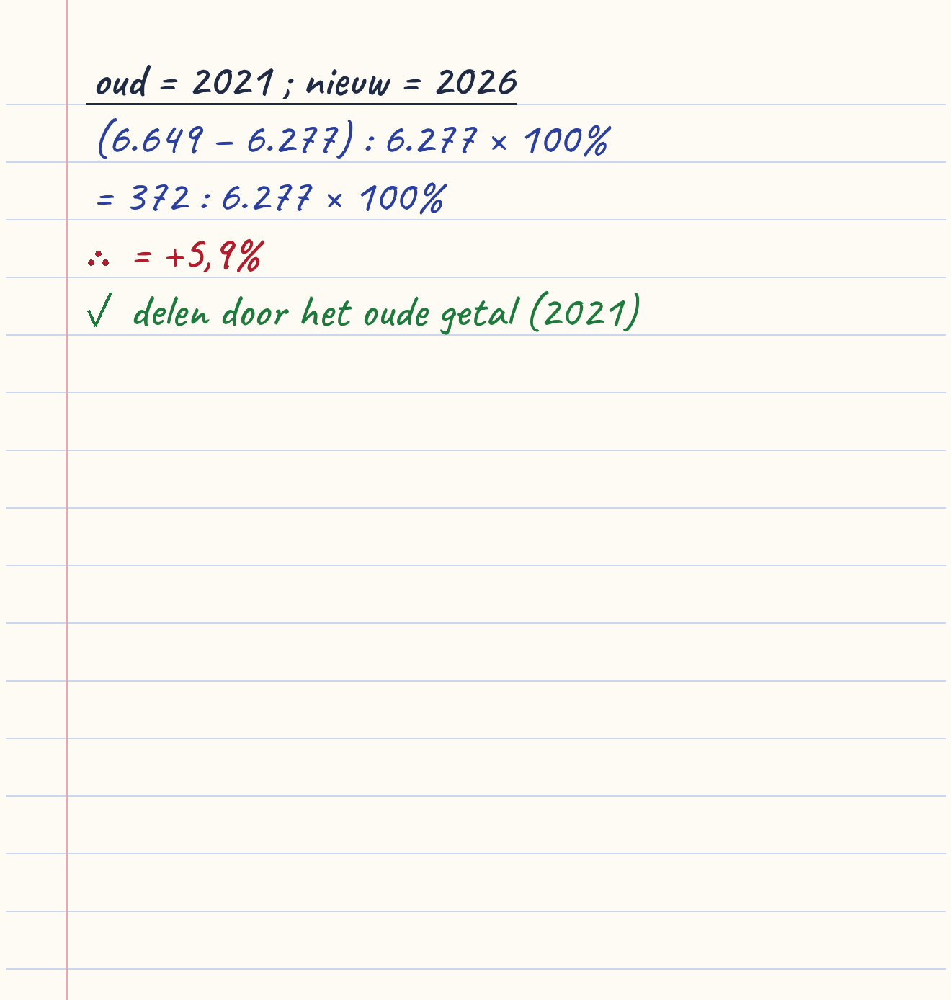 oud = 2021 ; nieuw = 2026
(6.649 – 6.277) : 6.277 × 100%
= 372 : 6.277 × 100%
∴ = +5,9%
✓ delen door het oude getal (2021)